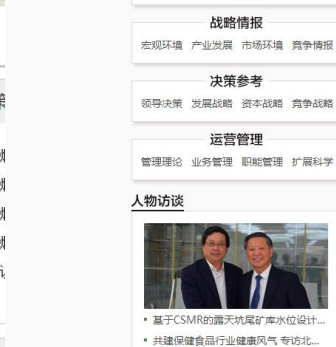 战略情报
宏观环境 产业发展 市场环境 竞争情报
决策参考
领导决策 发展战略 资本战略 竞争战略
运营管理
管理理论 业务管理 职能管理 扩展科学
人物访谈
基于CSMR的露天坑尾矿库水位设计...
共建保健食品行业健康风气 专访北...